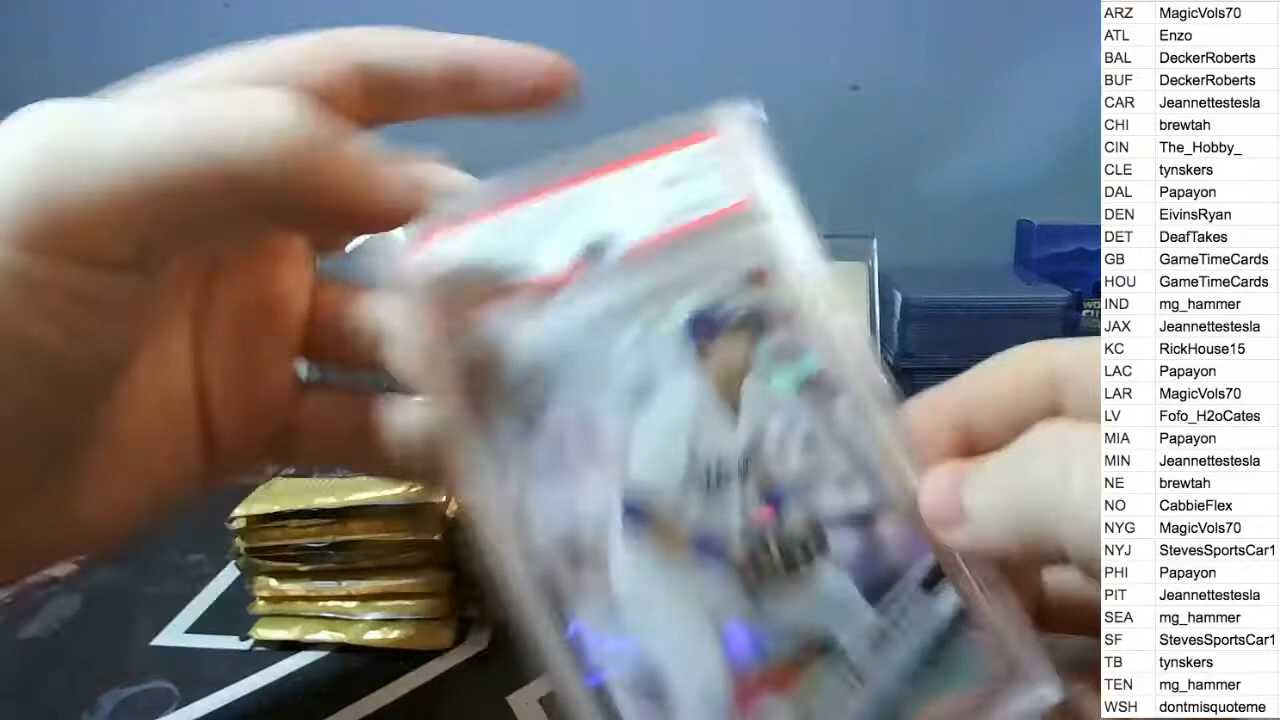 ARZ MagicVols70
ATL Enzo
BAL DeckerRoberts
BUF DeckerRoberts
CAR Jeannettestesla
CHI brewtah
CIN The_Hobby_
CLE tynskers
DAL Papayon
DEN EivinsRyan
DET DeafTakes
GB GameTimeCards
HOU GameTimeCards
IND mg_hammer
JAX Jeannettestesla
KC RickHouse15
LAC Papayon
LAR MagicVols70
LV Fofo_H2oCates
MIA Papayon
MIN Jeannettestesla
NE brewtah
NO CabbieFlex
NYG MagicVols70
NYJ StevesSportsCar1
PHI Papayon
PIT Jeannettestesla
SEA mg_hammer
SF StevesSportsCar1
TB tynskers
TEN mg_hammer
WSH dontmisquoteme